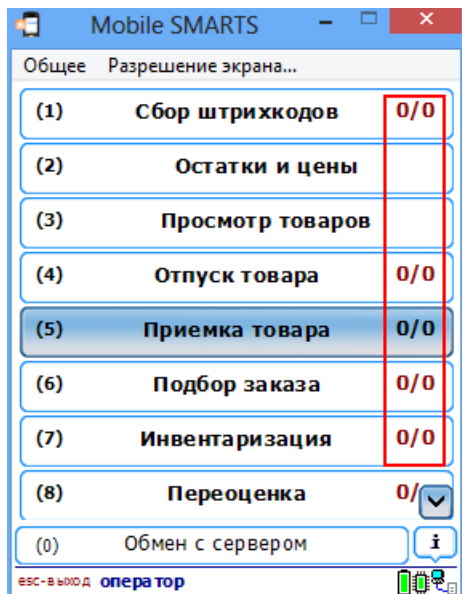 Mobile SMARTS
Общее Разрешение экрана...
(1) Сбор штрихкодов 0/0
(2) Остатки и цены
(3) Просмотр товаров
(4) Отпуск товара 0/0
(5) Приемка товара 0/0
(6) Подбор заказа 0/0
(7) Инвентаризация 0/0
(8) Переоценка 0/
(0) Обмен с сервером i
esc-выход оператор